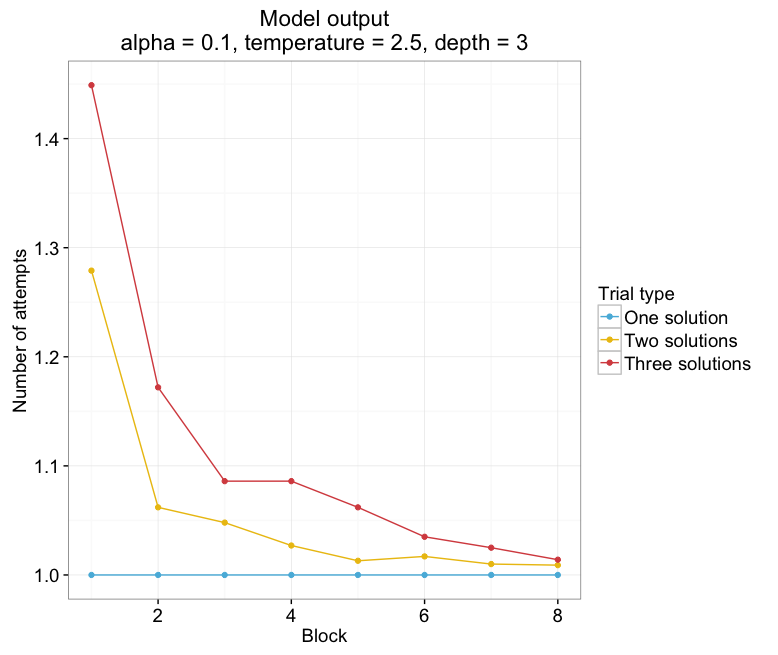 Model output
alpha = 0.1, temperature = 2.5, depth = 3
1.4
1.3
1.2
1.1
1.0
Number of attempts
2 4 6 8
Block
Trial type
One solution
Two solutions
Three solutions